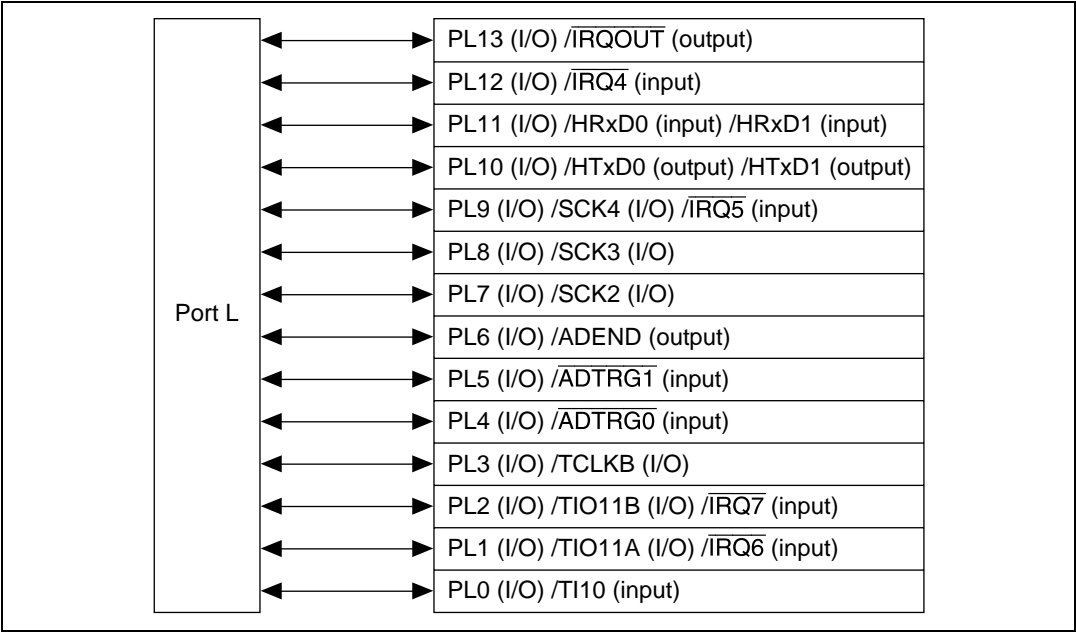 PL13 (I/O) /IRQOUT (output)
PL12 (I/O) /IRQ4 (input)
PL11 (I/O) /HRxD0 (input) /HRxD1 (input)
PL10 (I/O) /HTxD0 (output) /HTxD1 (output)
PL9 (I/O) /SCK4 (I/O) /IRQ5 (input)
PL8 (I/O) /SCK3 (I/O)
PL7 (I/O) /SCK2 (I/O)
Port L
PL6 (I/O) /ADEND (output)
PL5 (I/O) /ADTRG1 (input)
PL4 (I/O) /ADTRG0 (input)
PL3 (I/O) /TCLKB (I/O)
PL2 (I/O) /TIO11B (I/O) /IRQ7 (input)
PL1 (I/O) /TIO11A (I/O) /IRQ6 (input)
PL0 (I/O) /TI10 (input)